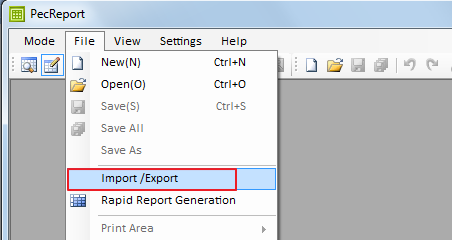 PecReport
Mode File View Settings Help
New(N) Ctrl+N
Open(O) Ctrl+O
Save(S) Ctrl+S
Save All
Save As
Import /Export
Rapid Report Generation
Print Area